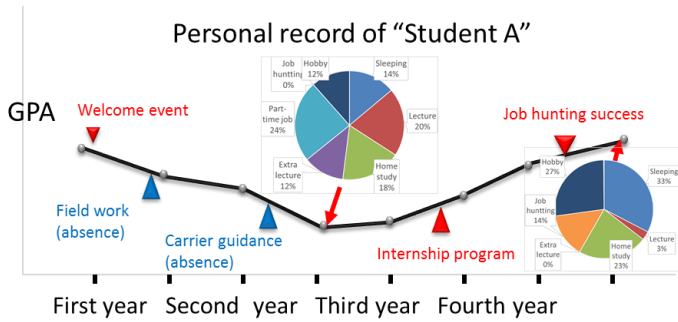 Personal record of “Student A”
GPA
Welcome event
Field work
(absence)
Carrier guidance
(absence)
Job
huntting
0%
Hobby
12%
Sleeping
14%
Part-
time job
24%
Lecture
20%
Extra
lecture
12%
Home
study
18%
Job hunting success
Internship program
Hobby
27%
Sleeping
33%
Job
huntting
14%
Lecture
3%
Extra
lecture
0%
Home
study
23%
First year Second year Third year Fourth year